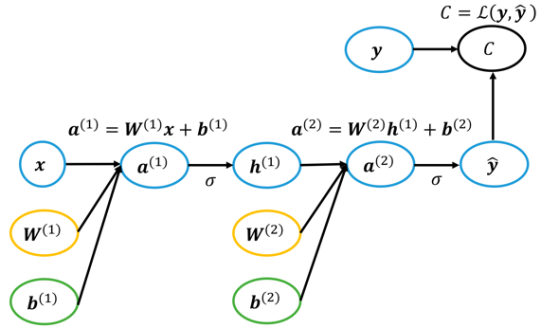 C = ℒ(y, ŷ)
y
C
a⁽¹⁾ = W⁽¹⁾x + b⁽¹⁾
a⁽²⁾ = W⁽²⁾h⁽¹⁾ + b⁽²⁾
x
a⁽¹⁾
σ
h⁽¹⁾
a⁽²⁾
σ
ŷ
W⁽¹⁾
W⁽²⁾
b⁽¹⁾
b⁽²⁾